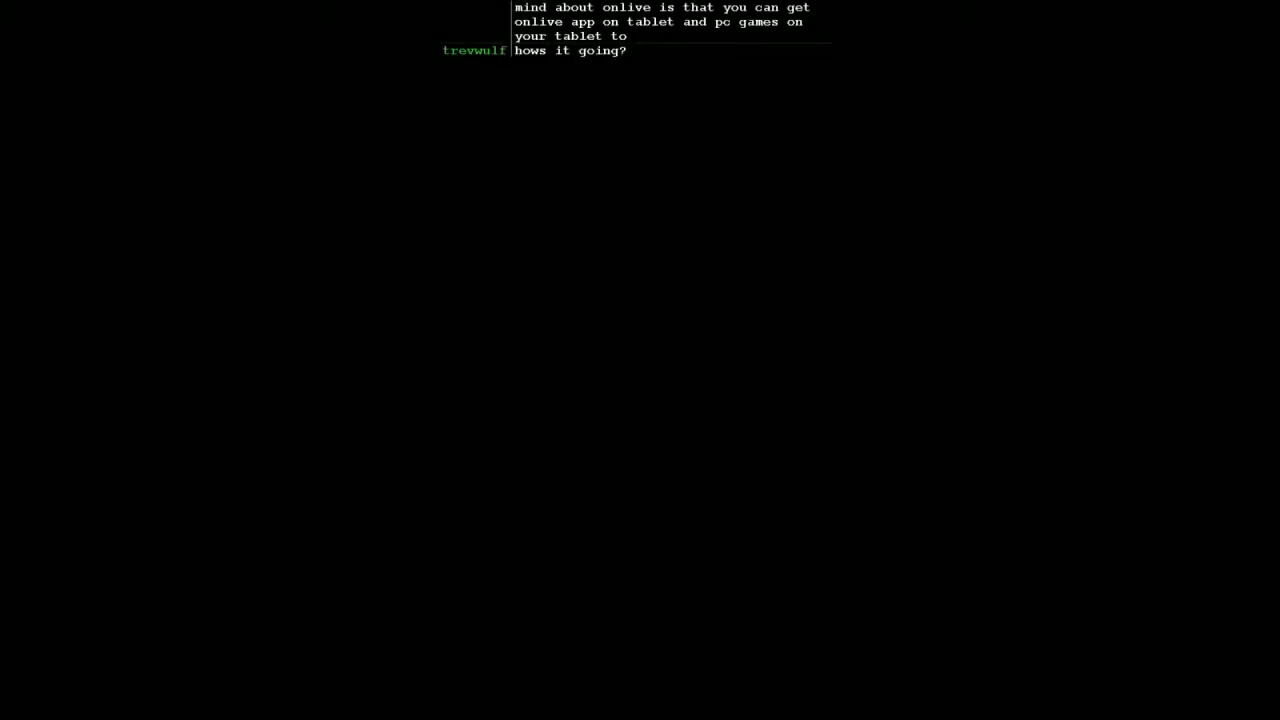 mind about onlive is that you can get
onlive app on tablet and pc games on
your tablet to
trevwulf hows it going?